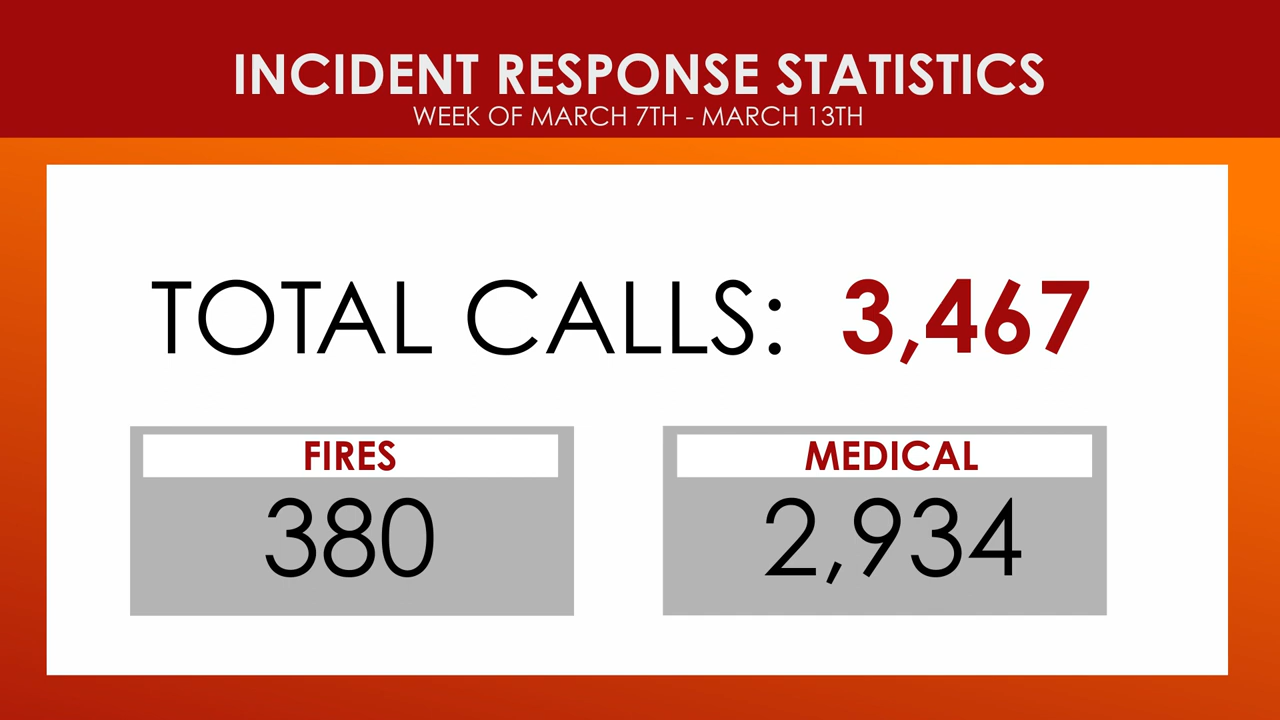 INCIDENT RESPONSE STATISTICS
WEEK OF MARCH 7TH - MARCH 13TH
TOTAL CALLS: 3,467
FIRES
380
MEDICAL
2,934